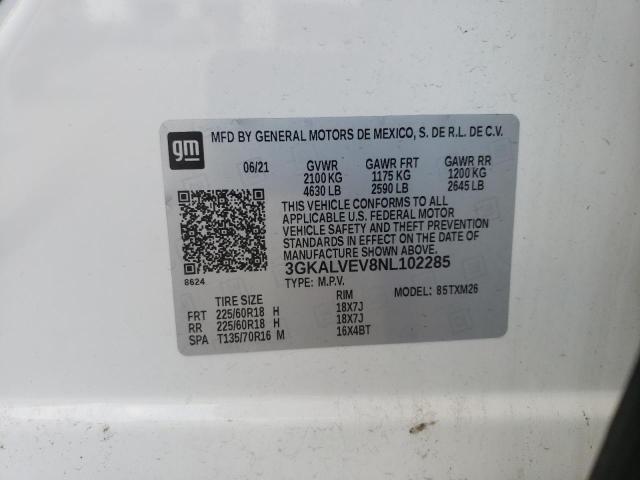 gm MFD BY GENERAL MOTORS DE MEXICO, S. DE R.L. DE C.V.
06/21 GVWR GAWR FRT GAWR RR
2100 KG 1175 KG 1200 KG
4630 LB 2590 LB 2645 LB
THIS VEHICLE CONFORMS TO ALL
APPLICABLE U.S. FEDERAL MOTOR
VEHICLE SAFETY AND THEFT
PREVENTION STANDARDS IN EFFECT ON THE DATE OF
MANUFACTURE SHOWN ABOVE.
3GKALVEV8NL102285
8624 TYPE: M.P.V. MODEL: 85TXM26
TIRE SIZE RIM
FRT 225/60R18 H 18X7J
RR 225/60R18 H 18X7J
SPA T135/70R16 M 16X4BT